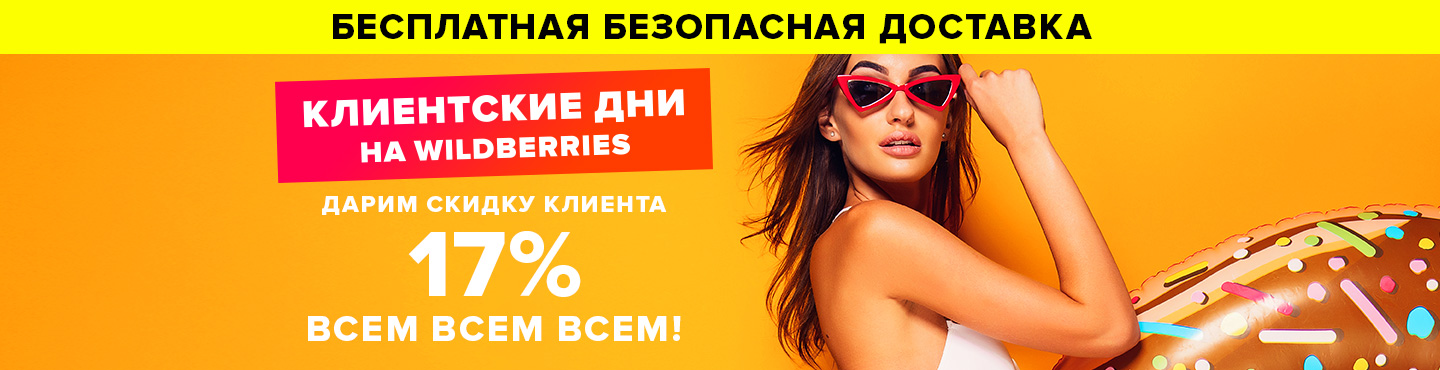 БЕСПЛАТНАЯ БЕЗОПАСНАЯ ДОСТАВКА
КЛИЕНТСКИЕ ДНИ
НА WILDBERRIES
ДАРИМ СКИДКУ КЛИЕНТА
17%
ВСЕМ ВСЕМ ВСЕМ!